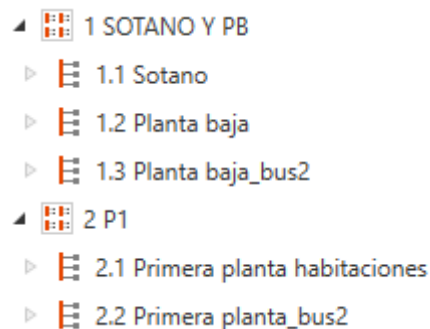 1 SOTANO Y PB
1.1 Sotano
1.2 Planta baja
1.3 Planta baja_bus2
2 P1
2.1 Primera planta habitaciones
2.2 Primera planta_bus2